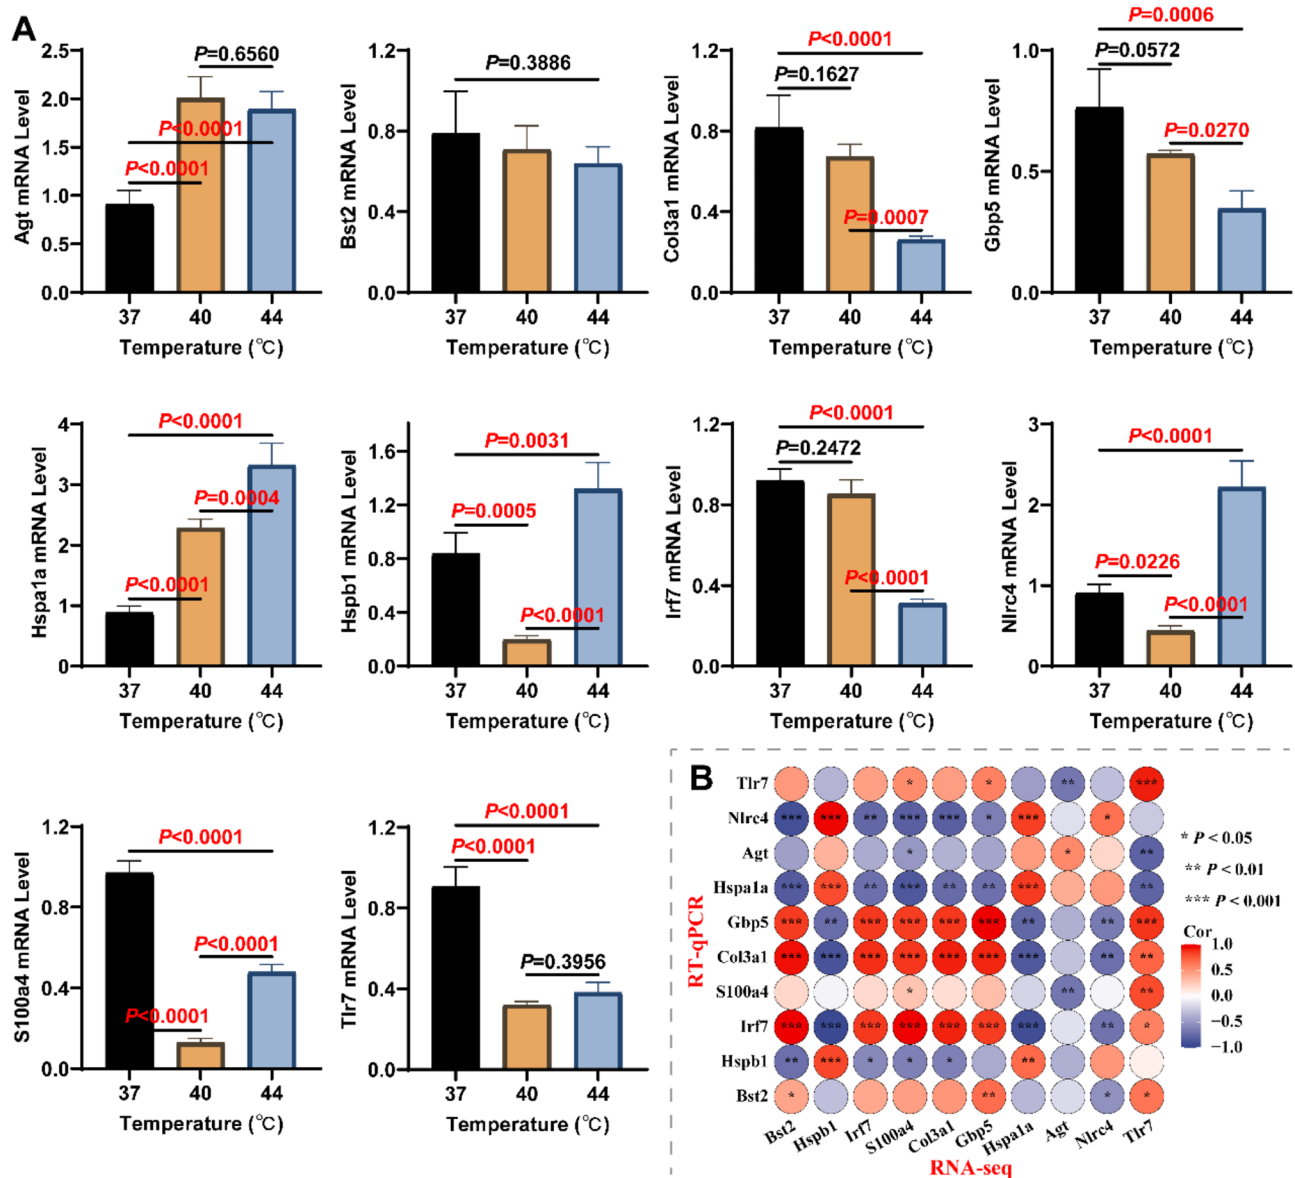 A
Agt mRNA Level
2.5
2.0
1.5
1.0
0.5
0.0
P=0.6560
P<0.0001
P<0.0001
37 40 44
Temperature (℃)
Bst2 mRNA Level
1.2
0.8
0.4
0.0
P=0.3886
37 40 44
Temperature (℃)
Col3a1 mRNA Level
1.2
0.8
0.4
0.0
P<0.0001
P=0.1627
P=0.0007
37 40 44
Temperature (℃)
Gbp5 mRNA Level
1.0
0.5
0.0
P=0.0006
P=0.0572
P=0.0270
37 40 44
Temperature (℃)
Hspa1a mRNA Level
4
3
2
1
0
P<0.0001
P=0.0004
P<0.0001
37 40 44
Temperature (℃)
Hspb1 mRNA Level
1.6
1.2
0.8
0.4
0.0
P=0.0031
P=0.0005
P<0.0001
37 40 44
Temperature (℃)
Irf7 mRNA Level
1.2
0.8
0.4
0.0
P<0.0001
P=0.2472
P<0.0001
37 40 44
Temperature (℃)
Nlrc4 mRNA Level
3
2
1
0
P<0.0001
P=0.0226
P<0.0001
37 40 44
Temperature (℃)
S100a4 mRNA Level
1.2
0.8
0.4
0.0
P<0.0001
P<0.0001
P<0.0001
37 40 44
Temperature (℃)
Tlr7 mRNA Level
1.2
0.8
0.4
0.0
P<0.0001
P<0.0001
P=0.3956
37 40 44
Temperature (℃)
B
RT-qPCR
Tlr7 * * ** ***
Nlrc4 *** *** ** *** *** * *** *
Agt * * **
Hspa1a *** *** ** *** ** ** *** **
Gbp5 *** ** *** *** *** *** ** ** ***
Col3a1 *** *** *** *** *** *** *** ** **
S100a4 * ** **
Irf7 *** *** *** *** *** *** *** ** *
Hspb1 ** *** * * * **
Bst2 * ** * *
Bst2 Hspb1 Irf7 S100a4 Col3a1 Gbp5 Hspa1a Agt Nlrc4 Tlr7
RNA-seq
* P < 0.05
** P < 0.01
*** P < 0.001
Cor
1.0
0.5
0.0
−0.5
−1.0